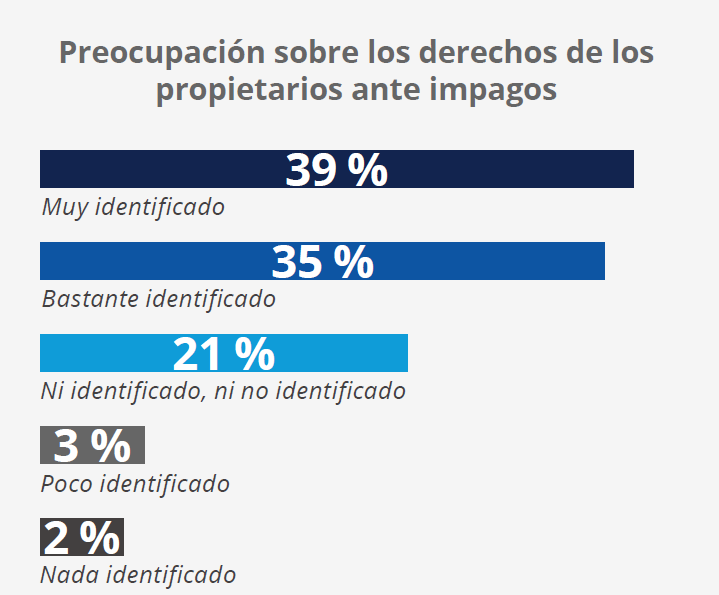 Preocupación sobre los derechos de los
propietarios ante impagos
39 %
Muy identificado
35 %
Bastante identificado
21 %
Ni identificado, ni no identificado
3 %
Poco identificado
2 %
Nada identificado